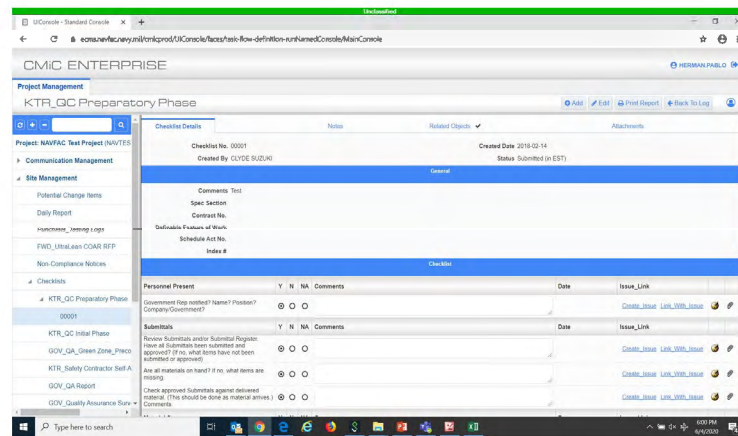 Unclassified
UIConsole - Standard Console
ecms.navfac.navy.mil/cmicprod/UIConsole/faces/task-flow-definition-runNamedConsole/MainConsole
CMiC ENTERPRISE
HERMAN.PABLO
Project Management
KTR_QC Preparatory Phase
Add Edit Print Report Back To Log
Checklist Details Notes Related Objects Attachments
Project: NAVFAC Test Project (NAVTES
Communication Management
Site Management
Potential Change Items
Daily Report
Punchlists_Testing Logs
FWD_UltraLean COAR RFP
Non-Compliance Notices
Checklists
KTR_QC Preparatory Phase
00001
KTR_QC Initial Phase
GOV_QA_Green Zone_Preco
KTR_Safety Contractor Self-A
GOV_QA Report
GOV_Quality Assurance Surv
Checklist No. 00001 Created Date 2018-02-14
Created By CLYDE SUZUKI Status Submitted (in EST)
General
Comments Test
Spec Section
Contract No.
Definable Feature of Work
Schedule Act No.
Index #
Checklist
Personnel Present Y N NA Comments Date Issue_Link
Government Rep notified? Name? Position?
Company/Government?
Create_Issue Link_With_Issue
Submittals Y N NA Comments Date Issue_Link
Review Submittals and/or Submittal Register.
Have all Submittals been submitted and
approved? (If no, what items have not been
submitted or approved)
Create_Issue Link_With_Issue
Are all materials on hand? If no, what items are
missing.
Create_Issue Link_With_Issue
Check approved Submittals against delivered
material. (This should be done as material arrives.)
Comments
Create_Issue Link_With_Issue
Type here to search
6:00 PM
6/4/2020